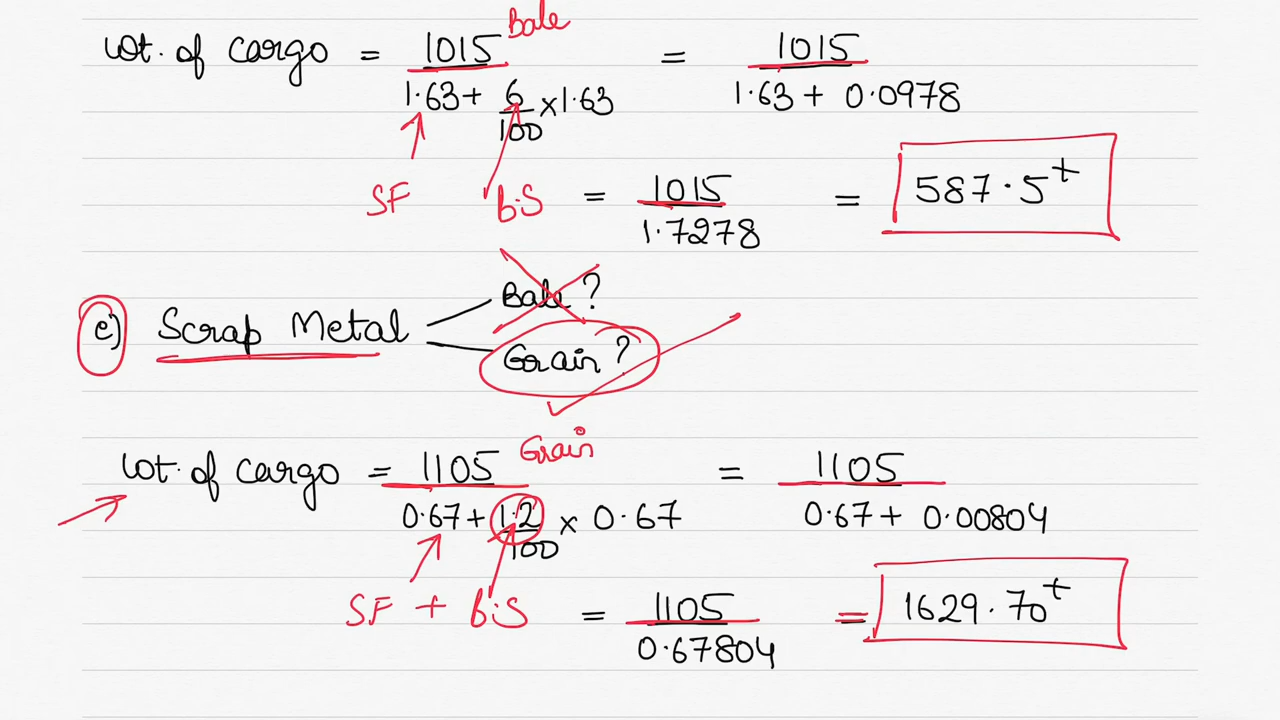 Bale
wt. of cargo = 1015 / 1.63 + 6/100 x 1.63 = 1015 / 1.63 + 0.0978
SF B.S = 1015 / 1.7278 = 587.5t
e) Scrap Metal
Bale ?
Grain ?
Grain
wt. of cargo = 1105 / 0.67 + 1.2/100 x 0.67 = 1105 / 0.67 + 0.00804
SF + B.S = 1105 / 0.67804 = 1629.70t